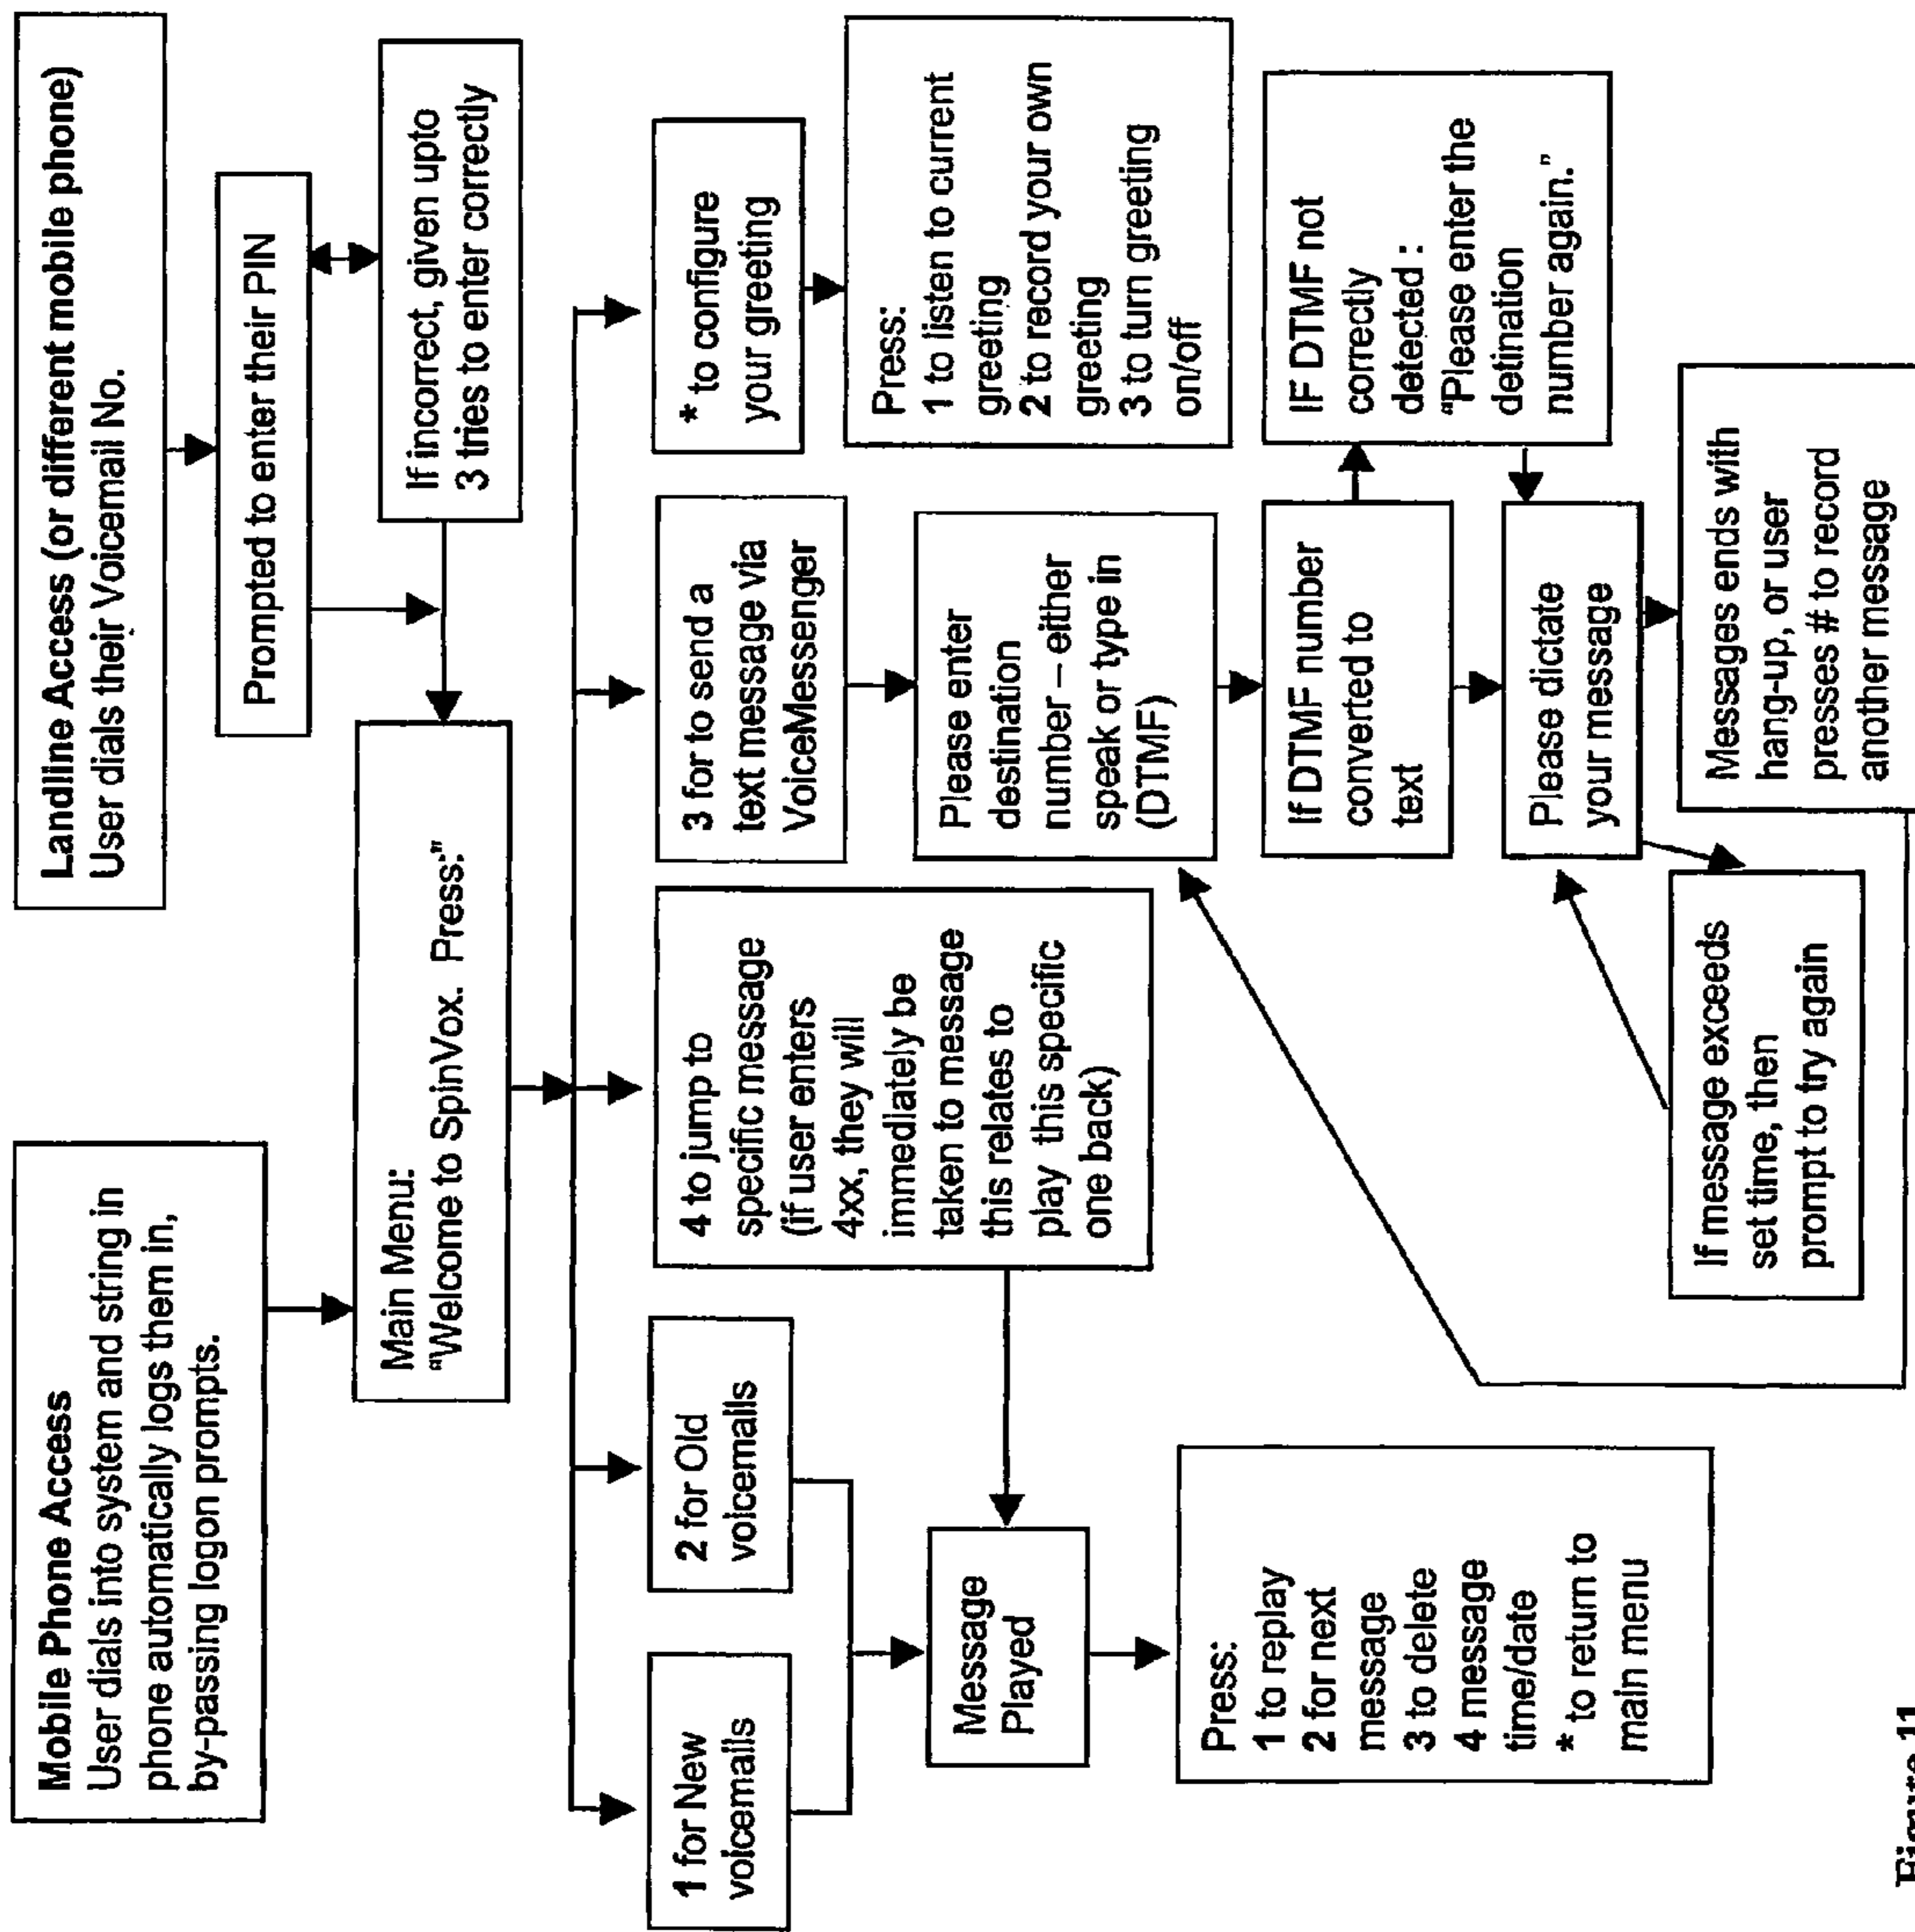 Mobile Phone Access
User dials into system and string in
phone automatically logs them in,
by-passing logon prompts.
Landline Access (or different mobile phone)
User dials their Voicemail No.
Prompted to enter their PIN
If incorrect, given upto
3 tries to enter correctly
Main Menu:
"Welcome to SpinVox. Press:"
1 for New
voicemails
2 for Old
voicemails
4 to jump to
specific message
(if user enters
4xx, they will
immediately be
taken to message
this relates to
play this specific
one back)
3 for to send a
text message via
VoiceMessenger
* to configure
your greeting
Message
Played
Please enter
destination
number – either
speak or type in
(DTMF)
Press:
1 to listen to current
greeting
2 to record your own
greeting
3 to turn greeting
on/off
Press:
1 to replay
2 for next
message
3 to delete
4 message
time/date
* to return to
main menu
If DTMF number
converted to
text
IF DTMF not
correctly
detected :
"Please enter the
detination
number again."
Please dictate
your message
If message exceeds
set time, then
prompt to try again
Messages ends with
hang-up, or user
presses # to record
another message
Figure 11